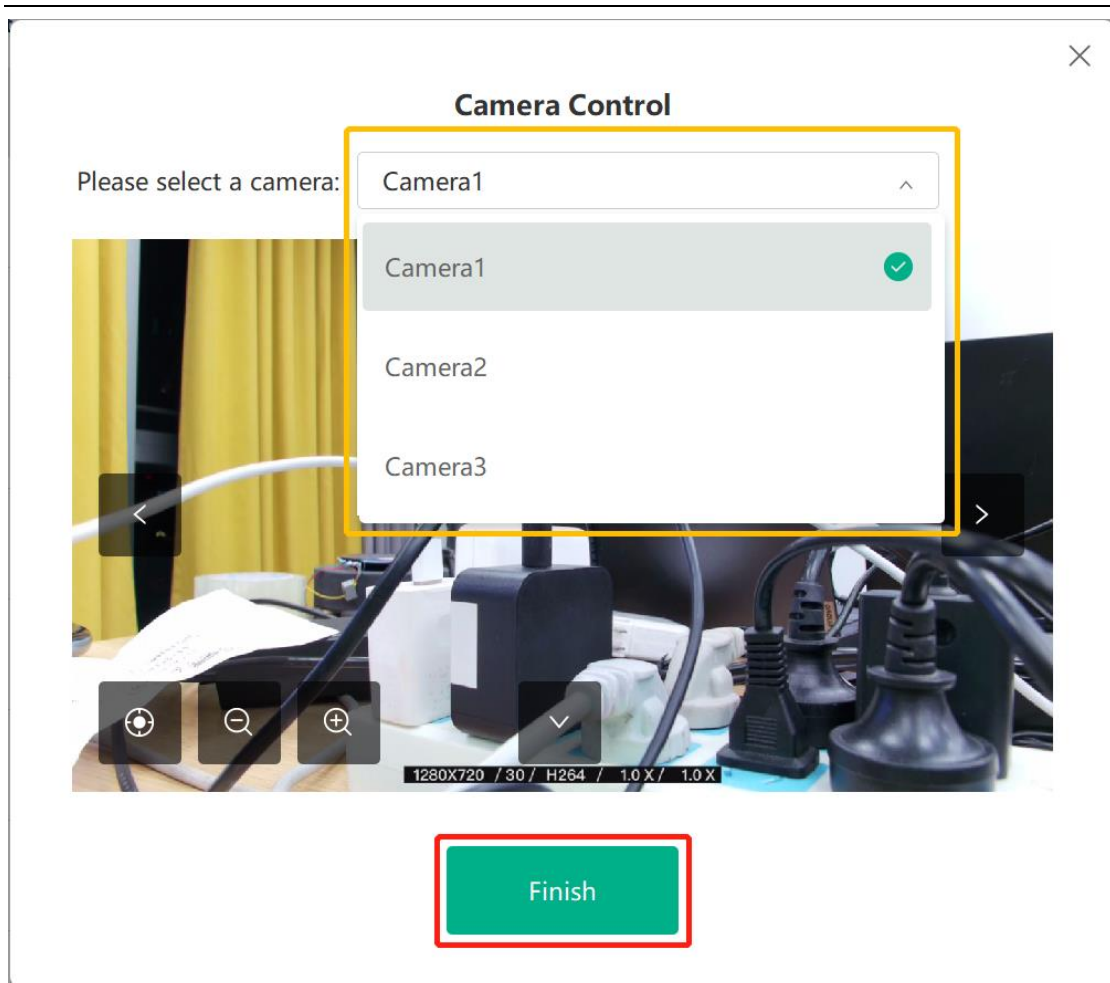 Camera Control
Please select a camera: Camera1
Camera1
Camera2
Camera3
1280X720 / 30 / H264 / 1.0 X / 1.0 X
Finish